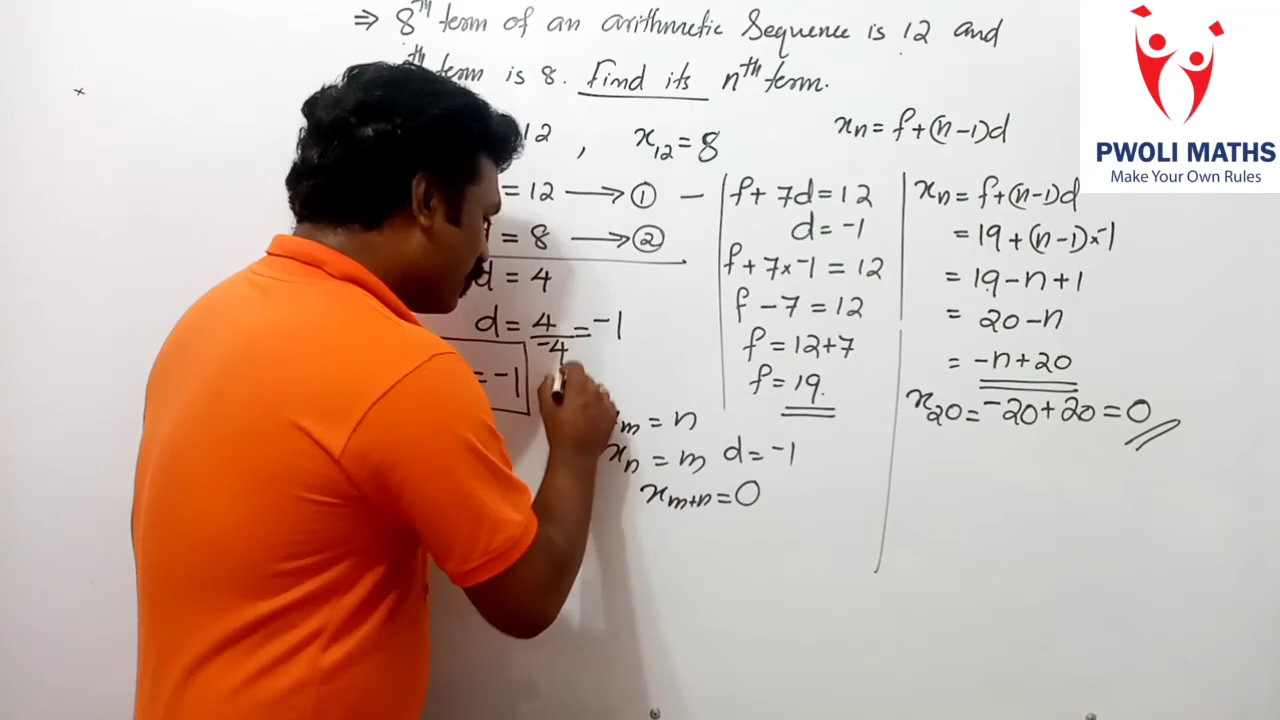 ⇒ 8TH term of an arithmetic Sequence is 12 and
th term is 8. Find its nth term.
12 , x12 = 8
xn = f+(n-1)d
= 12 → ① -
= 8 → ②
d = 4
d = 4/-4 = -1
= -1
m = n
xn = m d = -1
xm+n = 0
f + 7d = 12
d = -1
f + 7×-1 = 12
f - 7 = 12
f = 12+7
f = 19.
xn = f+(n-1)d
= 19+(n-1)×-1
= 19-n+1
= 20-n
= -n+20
x20 = -20+20 = 0
PWOLI MATHS
Make Your Own Rules